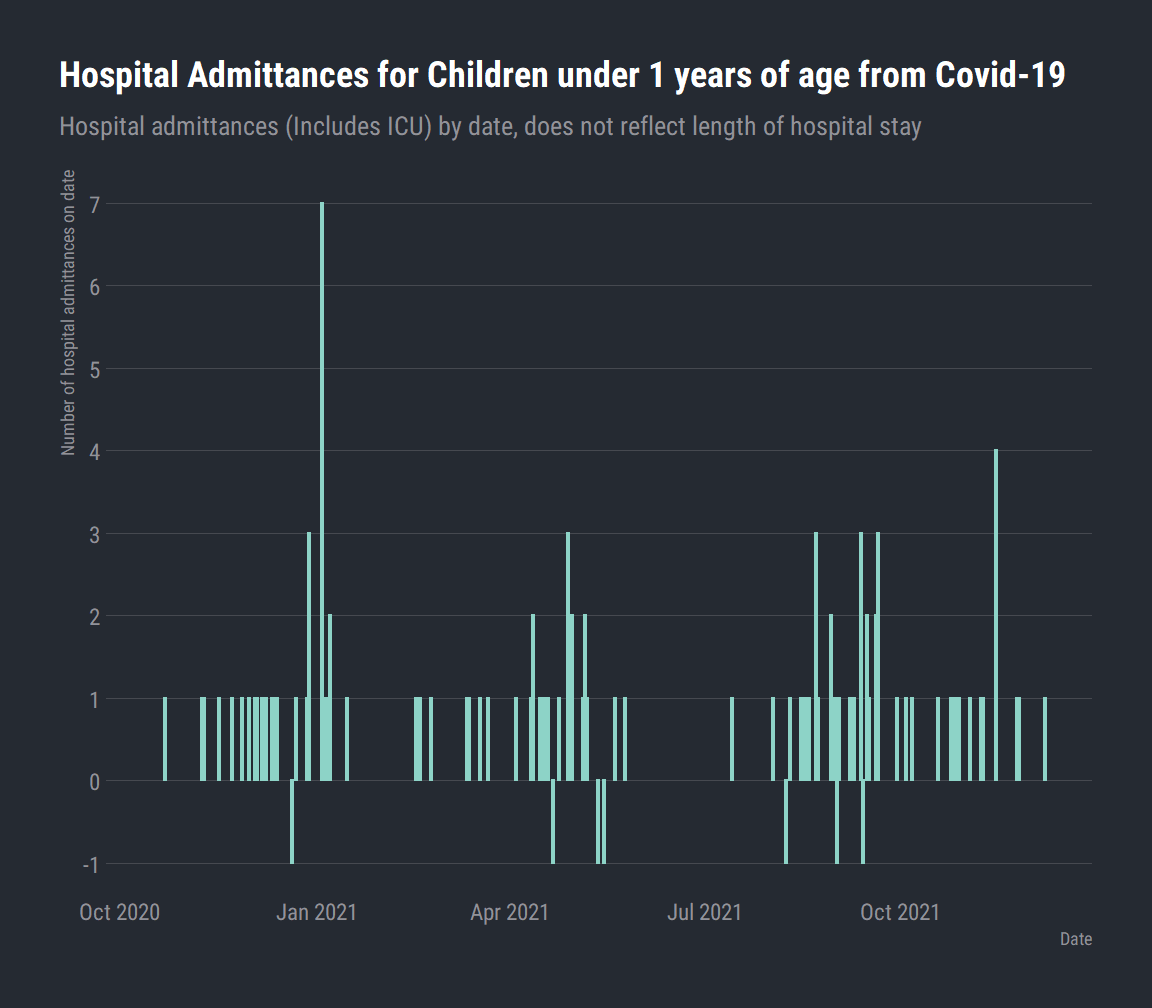 Hospital Admittances for Children under 1 years of age from Covid-19
Hospital admittances (Includes ICU) by date, does not reflect length of hospital stay
Number of hospital admittances on date
7
6
5
4
3
2
1
0
-1
Oct 2020 Jan 2021 Apr 2021 Jul 2021 Oct 2021
Date